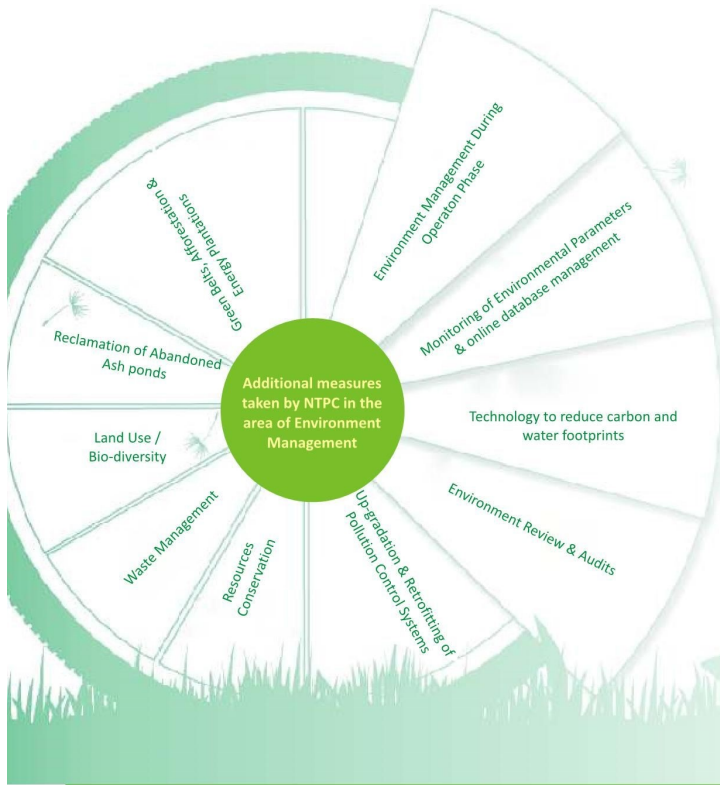 Additional measures
taken by NTPC in the
area of Environment
Management
Environment Management During
Operaton Phase
Monitoring of Environmental Parameters
& online database management
Technology to reduce carbon and
water footprints
Environment Review & Audits
Up-gradation & Retrofitting of
Pollution Control Systems
Resources
Conservation
Waste Management
Land Use /
Bio-diversity
Reclamation of Abandoned
Ash ponds
Green Belts, Afforestation &
Energy Plantations